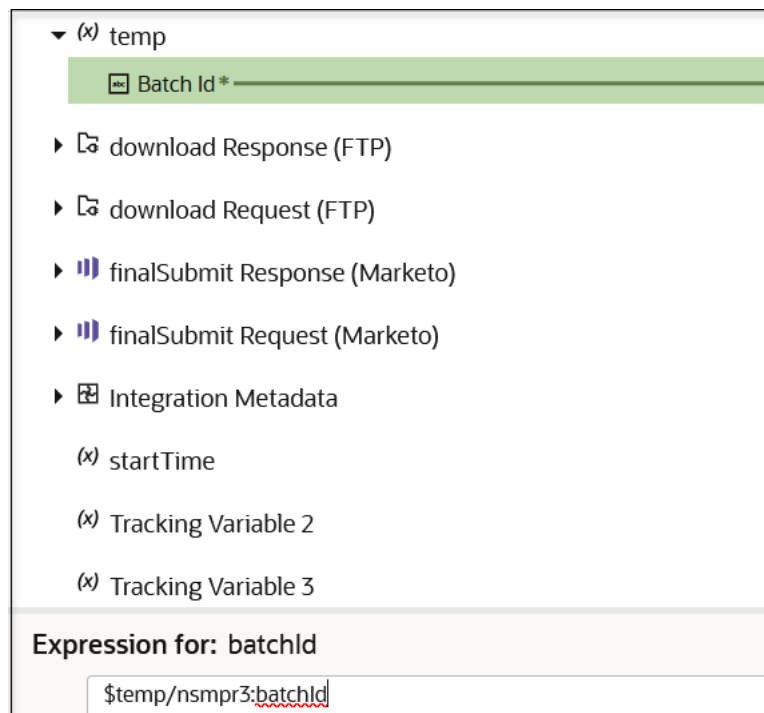 (x) temp
abc Batch Id*
download Response (FTP)
download Request (FTP)
finalSubmit Response (Marketo)
finalSubmit Request (Marketo)
Integration Metadata
(x) startTime
(x) Tracking Variable 2
(x) Tracking Variable 3
Expression for: batchId
$temp/nsmpr3:batchId